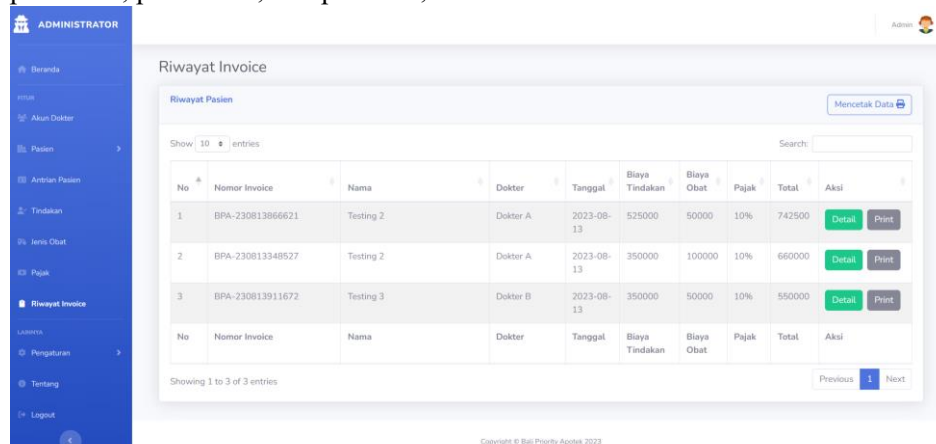 ADMINISTRATOR
Admin
Beranda
FITUR
Akun Dokter
Pasien
Antrian Pasien
Tindakan
Jenis Obat
Pajak
Riwayat Invoice
LAINNYA
Pengaturan
Tentang
Logout
Riwayat Invoice
Riwayat Pasien
Mencetak Data
Show 10 entries
Search:
No Nomor Invoice Nama Dokter Tanggal Biaya Tindakan Biaya Obat Pajak Total Aksi
1 BPA-230813866621 Testing 2 Dokter A 2023-08-13 525000 50000 10% 742500 Detail Print
2 BPA-230813348527 Testing 2 Dokter A 2023-08-13 350000 100000 10% 660000 Detail Print
3 BPA-230813911672 Testing 3 Dokter B 2023-08-13 350000 50000 10% 550000 Detail Print
No Nomor Invoice Nama Dokter Tanggal Biaya Tindakan Biaya Obat Pajak Total Aksi
Showing 1 to 3 of 3 entries
Previous 1 Next
Copyright © Bali Priority Apotek 2023